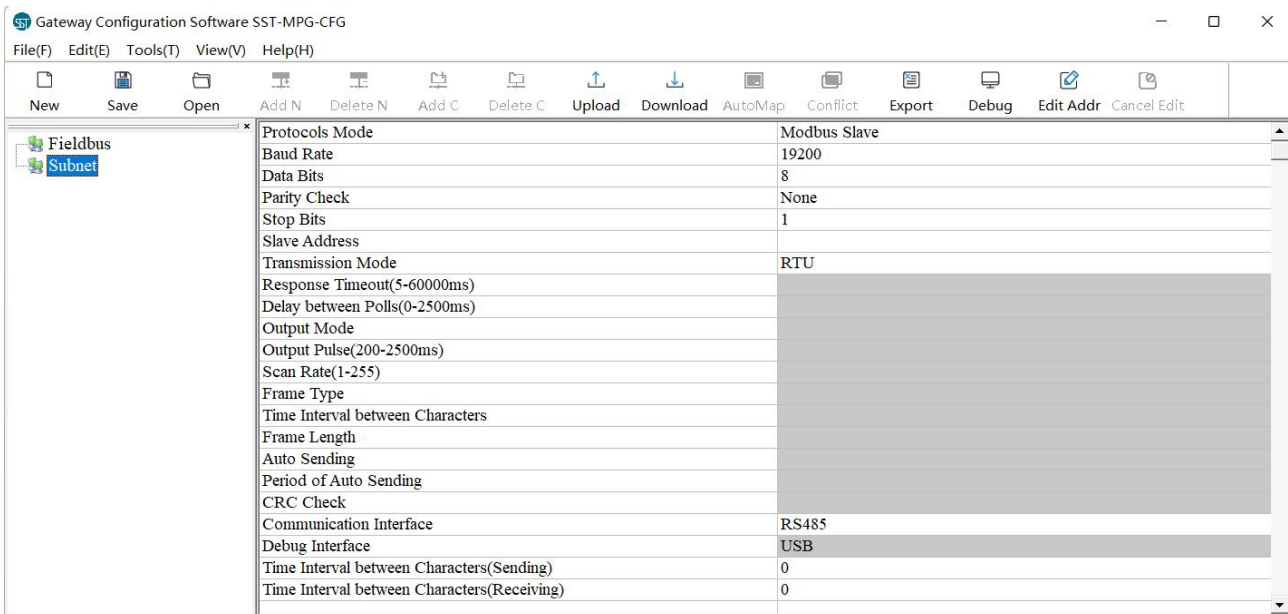 SST Gateway Configuration Software SST-MPG-CFG
File(F) Edit(E) Tools(T) View(V) Help(H)
New Save Open Add N Delete N Add C Delete C Upload Download AutoMap Conflict Export Debug Edit Addr Cancel Edit
Fieldbus
Subnet
Protocols Mode Modbus Slave
Baud Rate 19200
Data Bits 8
Parity Check None
Stop Bits 1
Slave Address
Transmission Mode RTU
Response Timeout(5-60000ms)
Delay between Polls(0-2500ms)
Output Mode
Output Pulse(200-2500ms)
Scan Rate(1-255)
Frame Type
Time Interval between Characters
Frame Length
Auto Sending
Period of Auto Sending
CRC Check
Communication Interface RS485
Debug Interface USB
Time Interval between Characters(Sending) 0
Time Interval between Characters(Receiving) 0